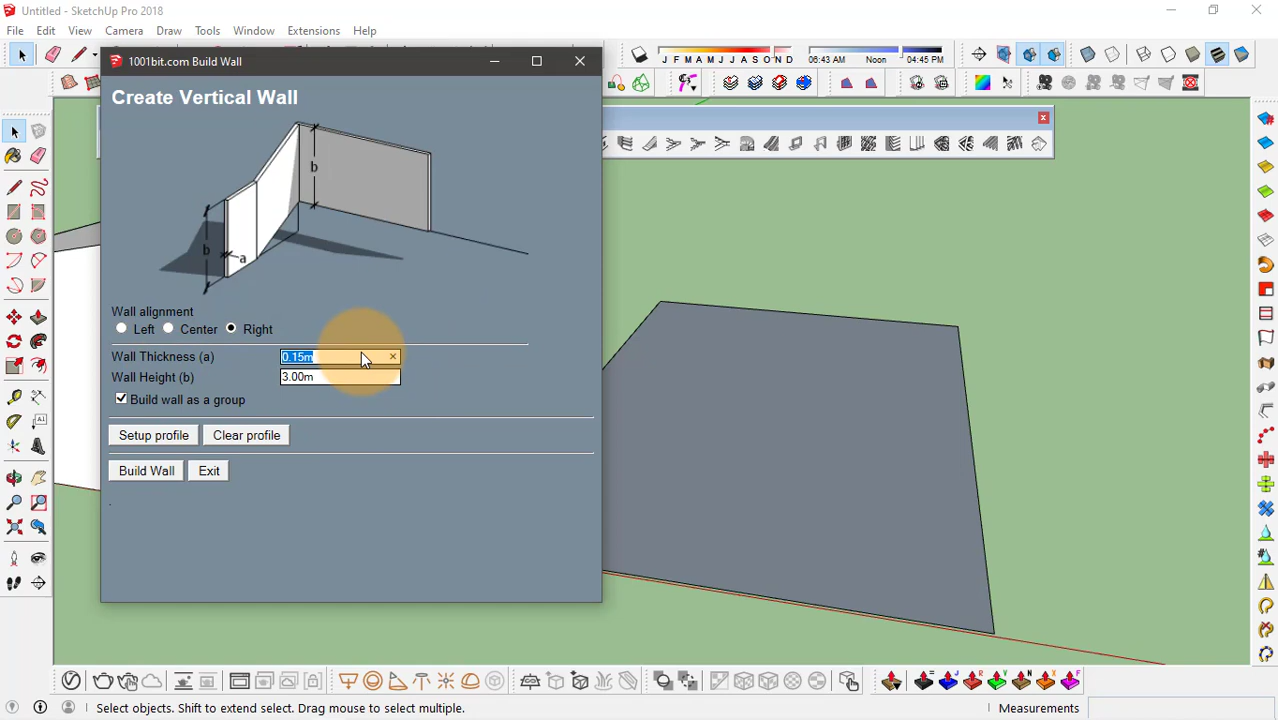 Untitled - SketchUp Pro 2018
File Edit View Camera Draw Tools Window Extensions Help
1001bit.com Build Wall
J F M A M J J A S O N D
06:43 AM Noon 04:45 PM
Create Vertical Wall
b
b
a
Wall alignment
Left Center Right
Wall Thickness (a) 0.15m
Wall Height (b) 3.00m
Build wall as a group
Setup profile Clear profile
Build Wall Exit
.
Select objects. Shift to extend select. Drag mouse to select multiple.
Measurements